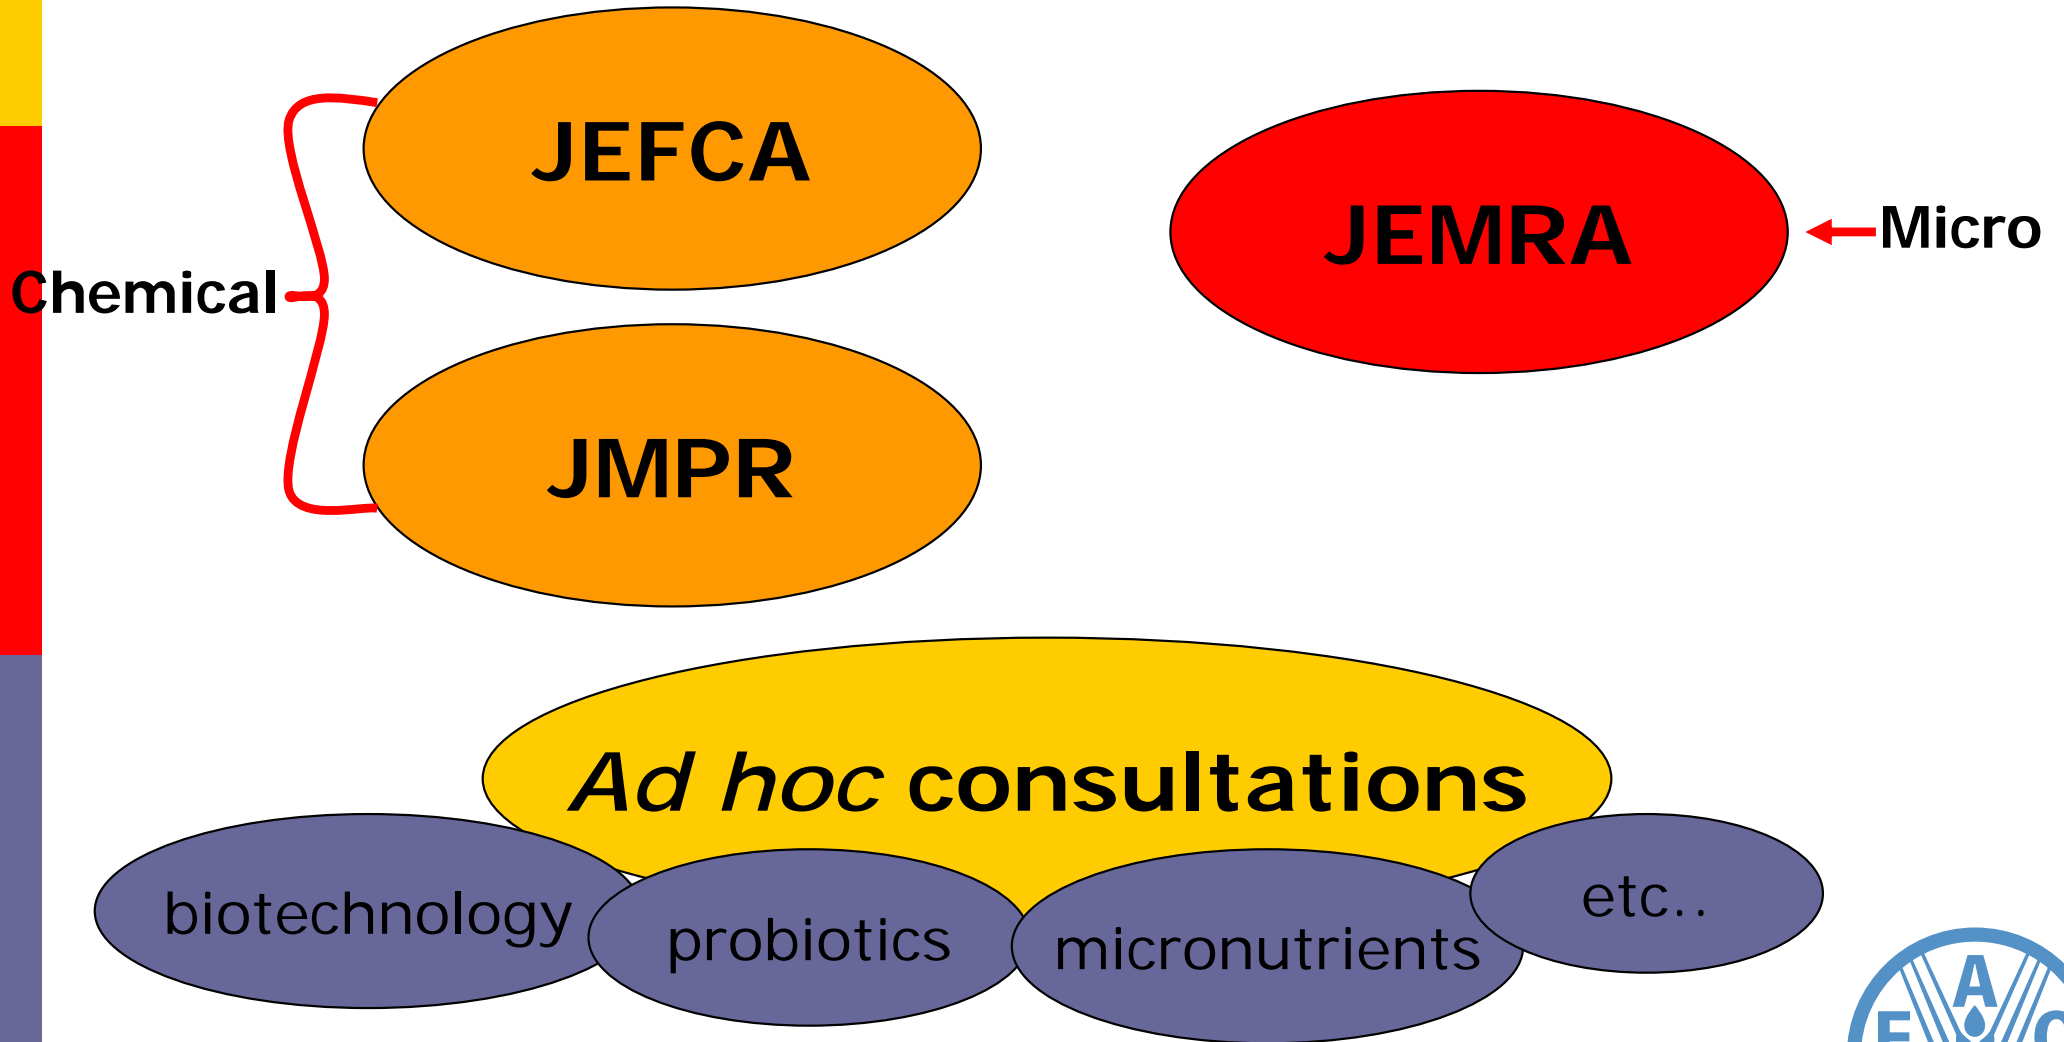 JEFCA
JEMRA
Micro
Chemical
JMPR
Ad hoc consultations
biotechnology
probiotics
micronutrients
etc..
F A O